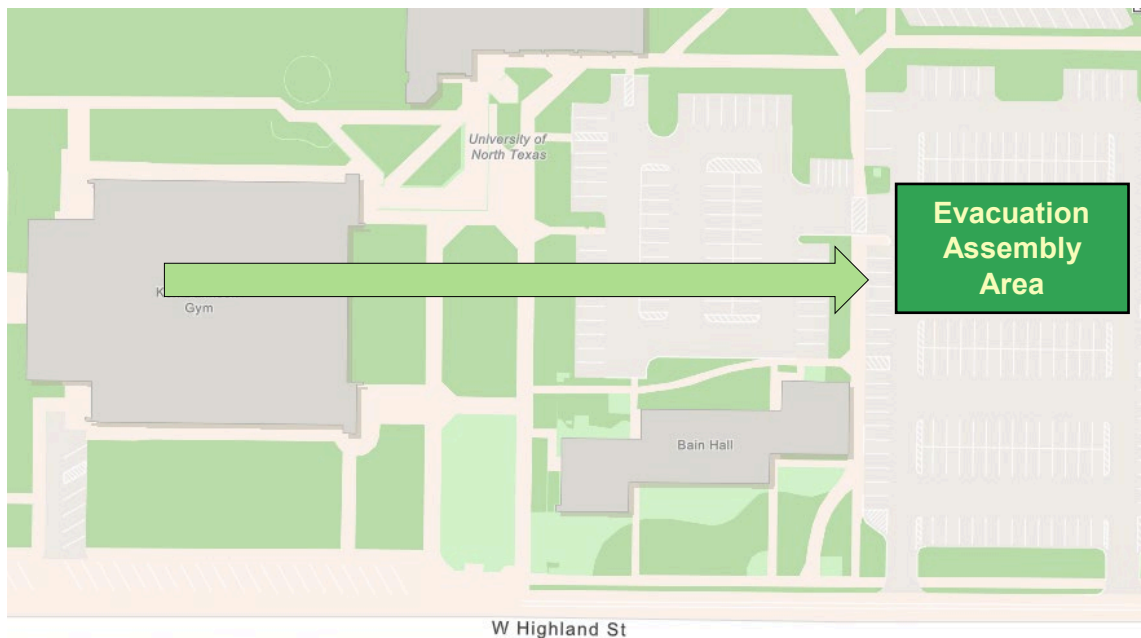 University of
North Texas
Evacuation
Assembly
Area
Gym
Bain Hall
W Highland St